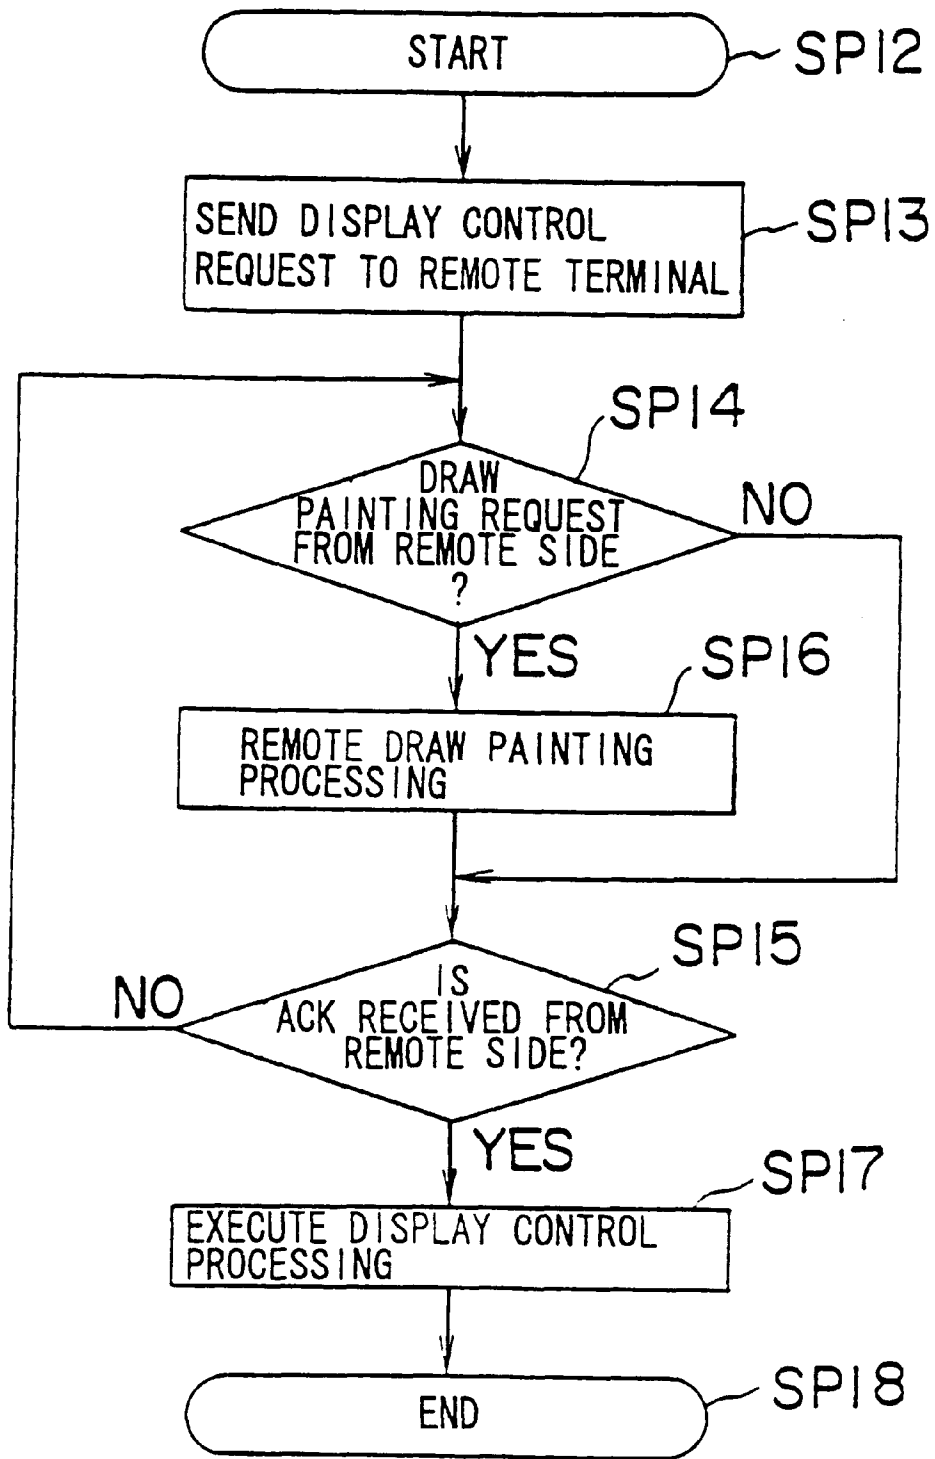 START
SP12
SEND DISPLAY CONTROL
REQUEST TO REMOTE TERMINAL
SP13
SP14
DRAW
PAINTING REQUEST
FROM REMOTE SIDE
?
NO
YES
SP16
REMOTE DRAW PAINTING
PROCESSING
SP15
IS
ACK RECEIVED FROM
REMOTE SIDE?
NO
YES
SP17
EXECUTE DISPLAY CONTROL
PROCESSING
END
SP18